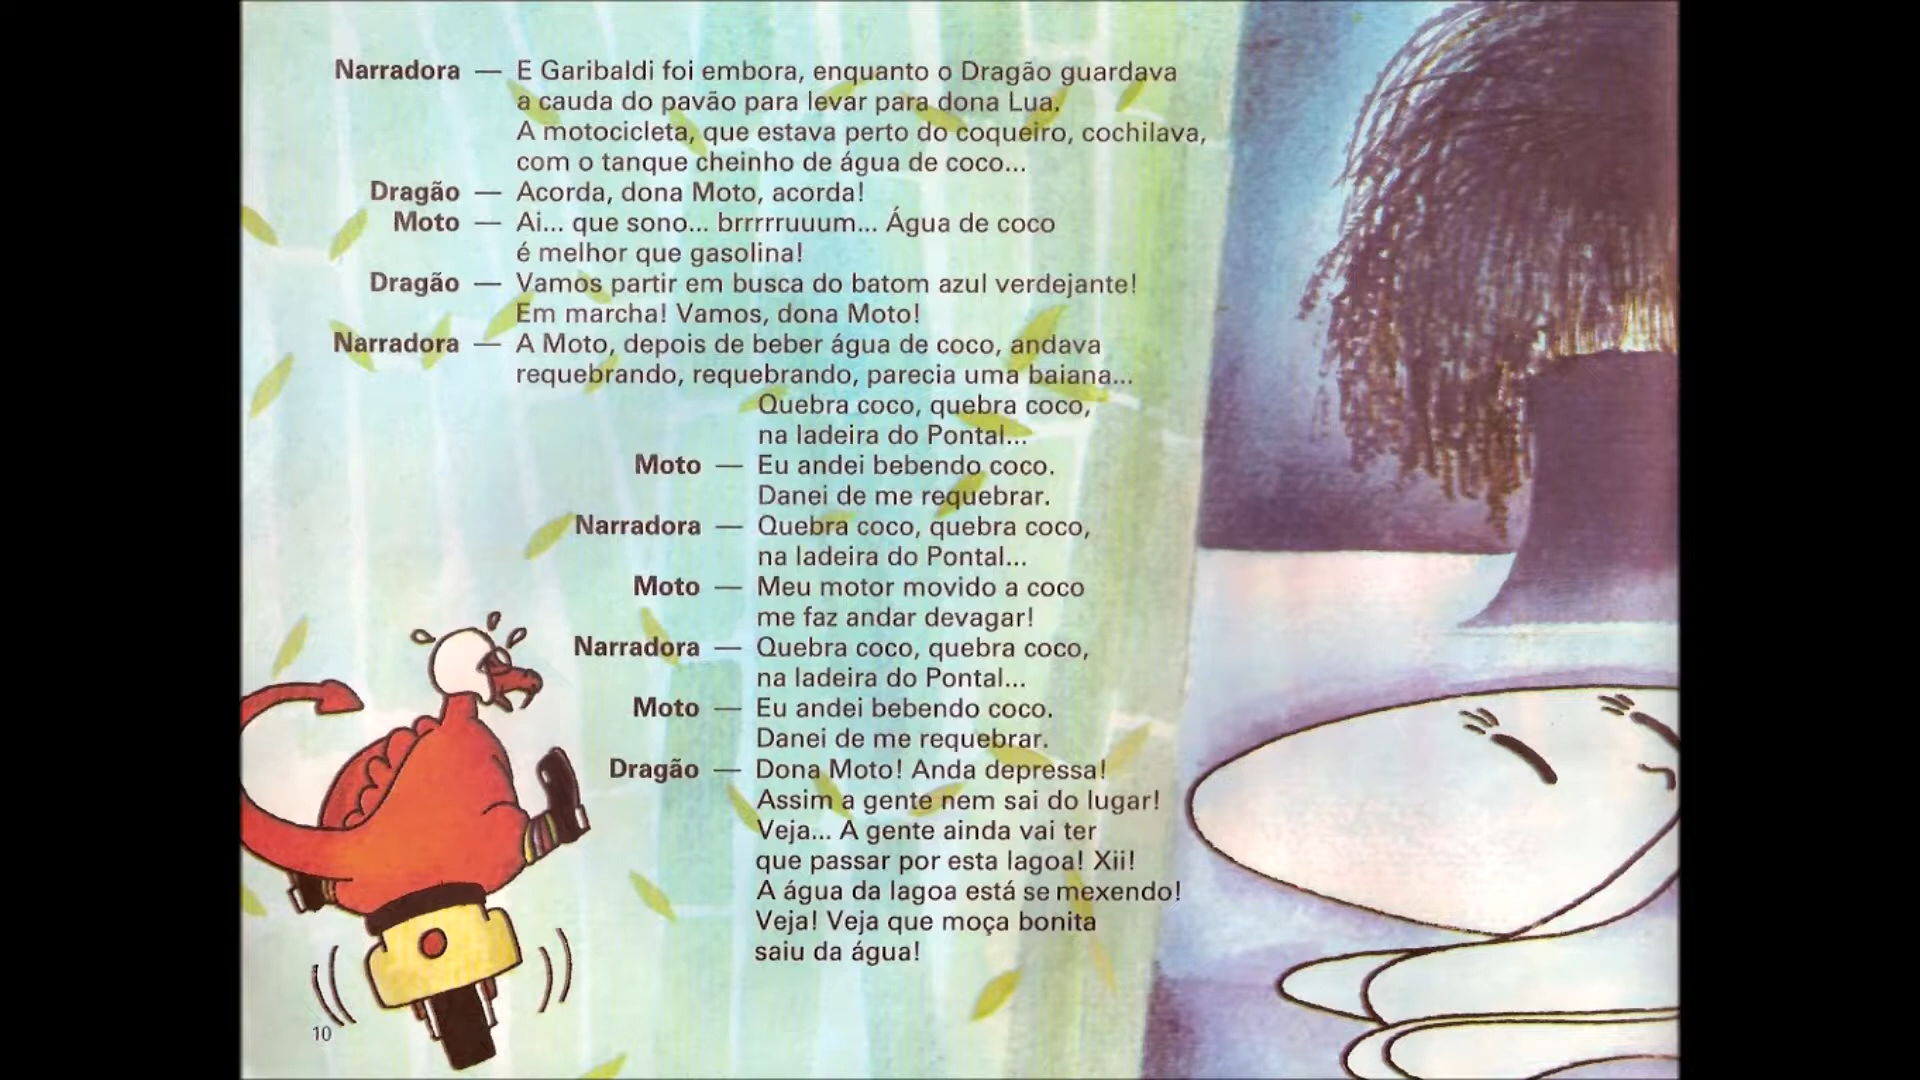 Narradora — E Garibaldi foi embora, enquanto o Dragão guardava
a cauda do pavão para levar para dona Lua.
A motocicleta, que estava perto do coqueiro, cochilava,
com o tanque cheinho de água de coco...
Dragão — Acorda, dona Moto, acorda!
Moto — Ai... que sono... brrrrruuum... Água de coco
é melhor que gasolina!
Dragão — Vamos partir em busca do batom azul verdejante!
Em marcha! Vamos, dona Moto!
Narradora — A Moto, depois de beber água de coco, andava
requebrando, requebrando, parecia uma baiana...
Quebra coco, quebra coco,
na ladeira do Pontal...
Moto — Eu andei bebendo coco.
Danei de me requebrar.
Narradora — Quebra coco, quebra coco,
na ladeira do Pontal...
Moto — Meu motor movido a coco
me faz andar devagar!
Narradora — Quebra coco, quebra coco,
na ladeira do Pontal...
Moto — Eu andei bebendo coco.
Danei de me requebrar.
Dragão — Dona Moto! Anda depressa!
Assim a gente nem sai do lugar!
Veja... A gente ainda vai ter
que passar por esta lagoa! Xii!
A água da lagoa está se mexendo!
Veja! Veja que moça bonita
saiu da água!
10